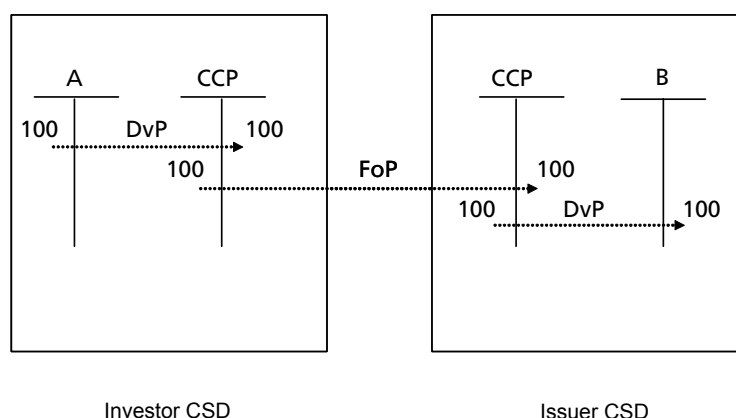 A CCP CCP B
100 DvP 100
100 FoP 100
100 DvP 100
Investor CSD Issuer CSD